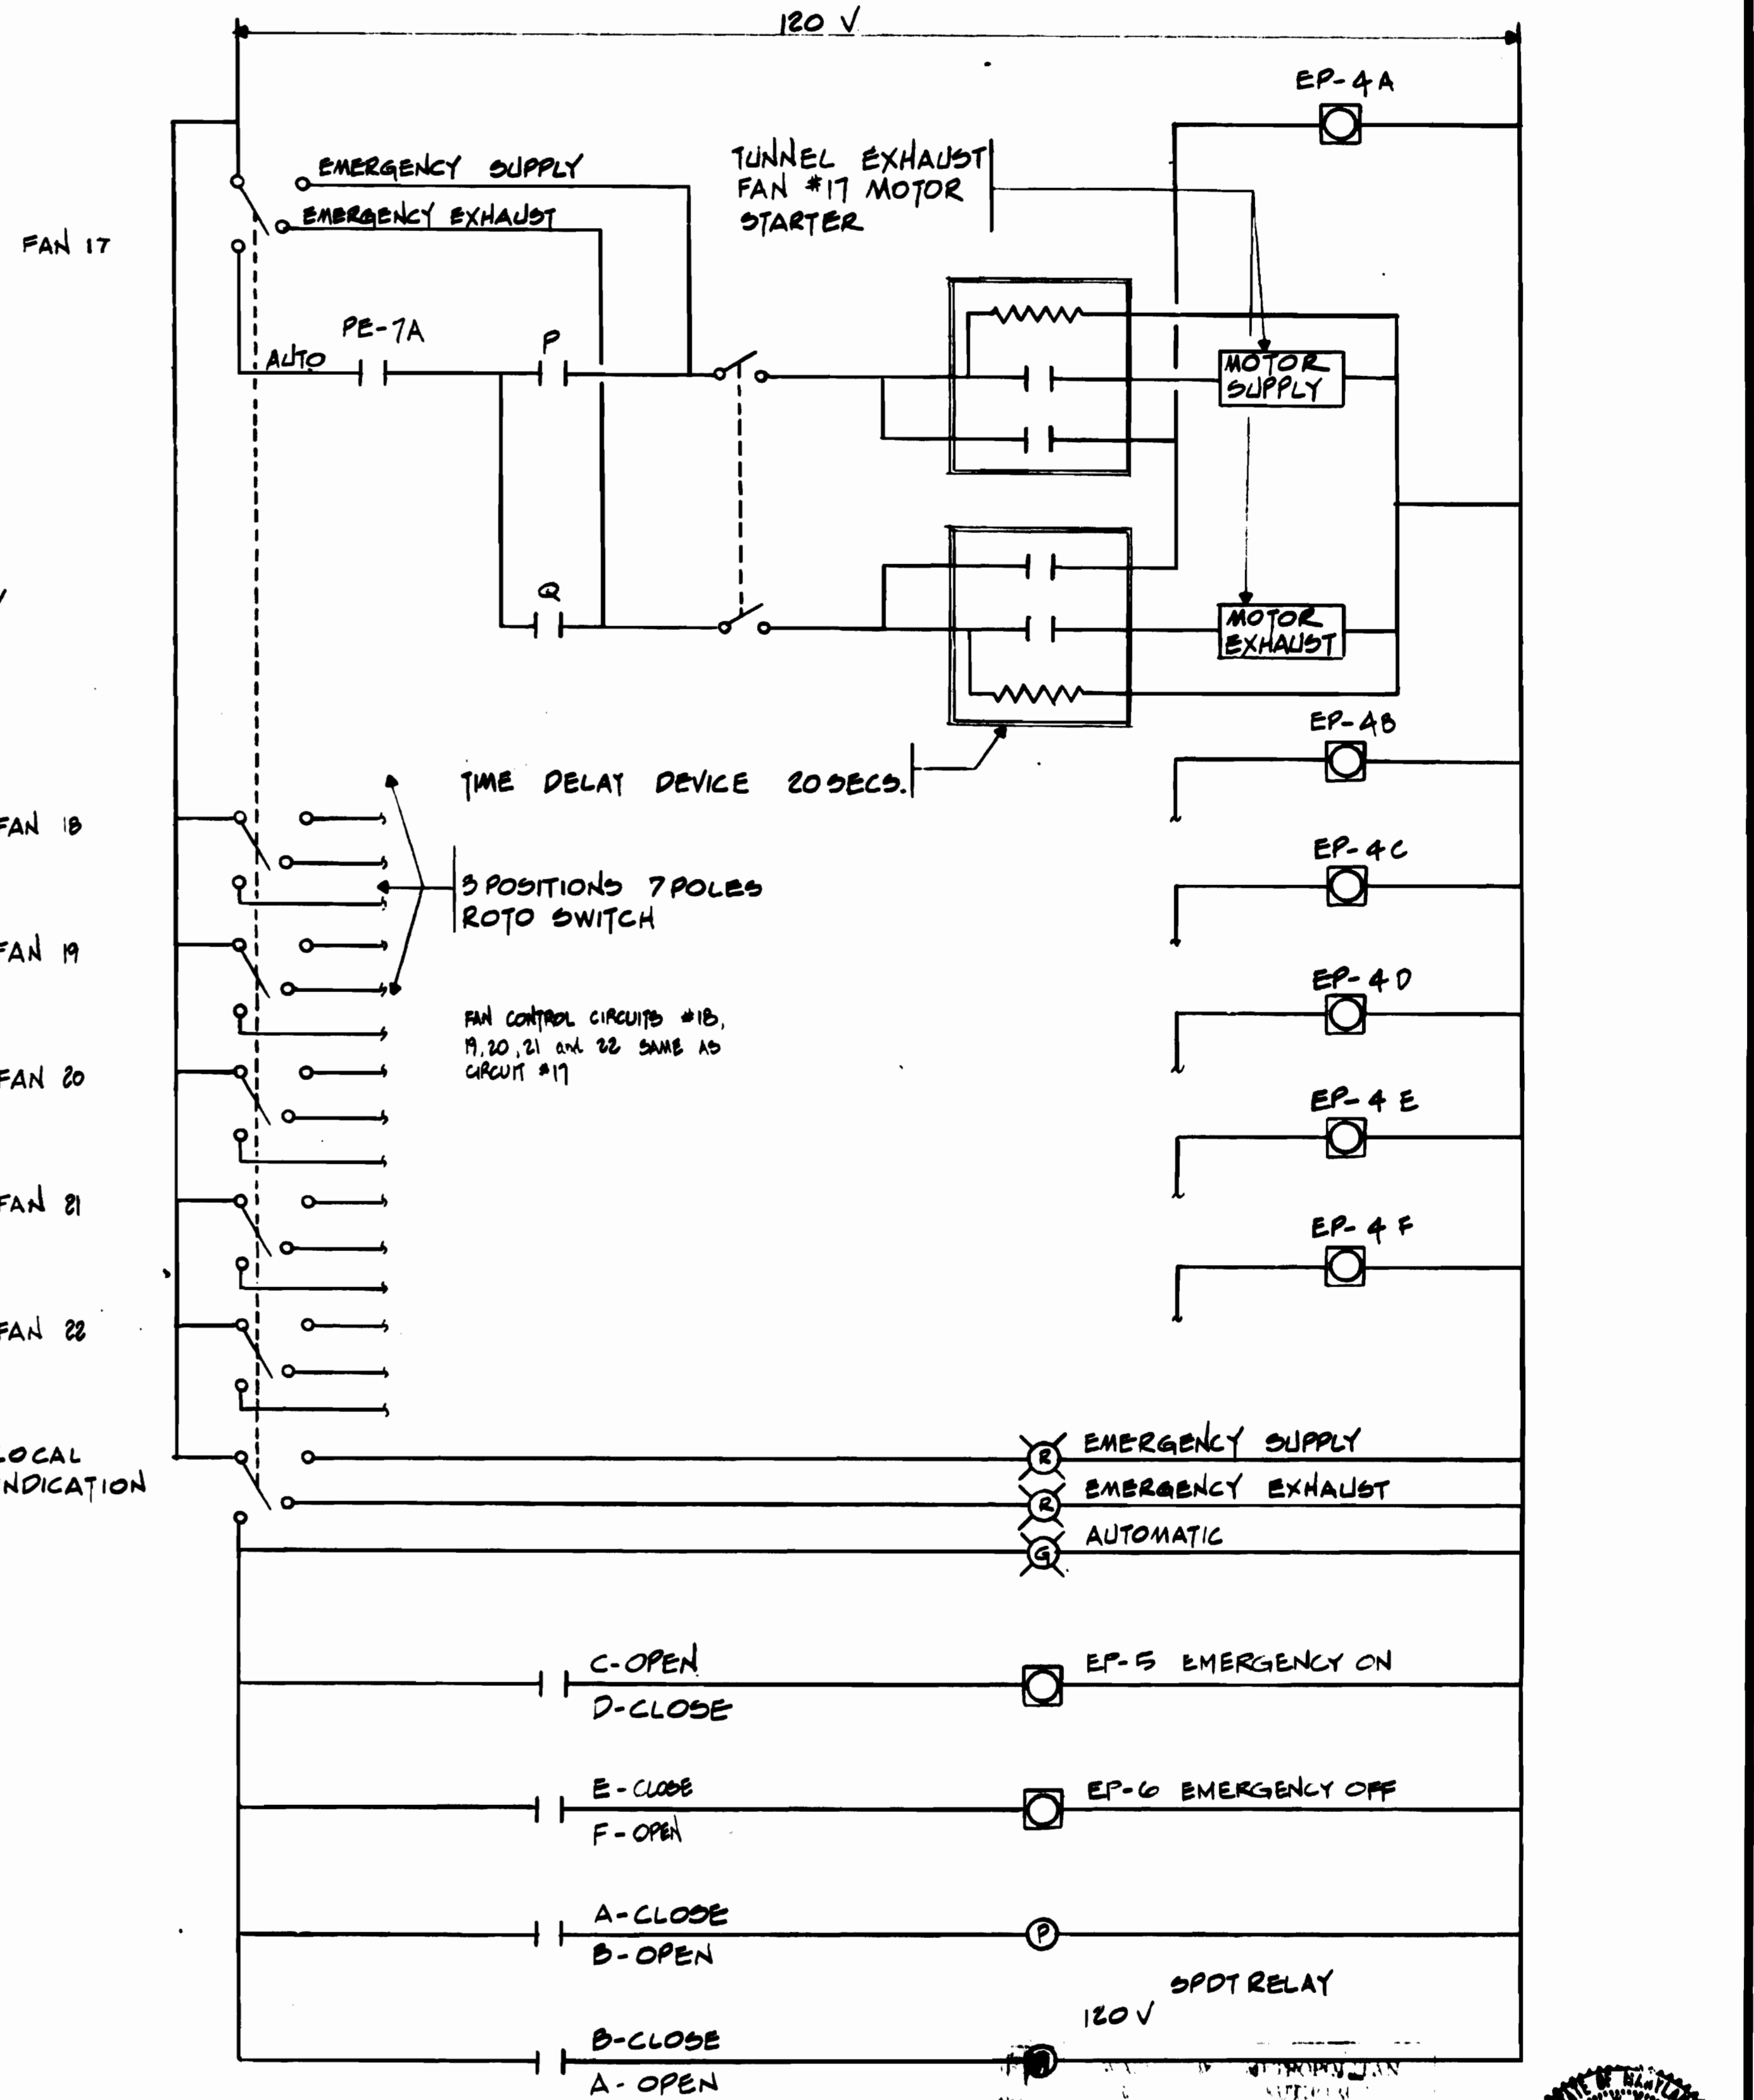 120 V
EP-4A
EMERGENCY SUPPLY
TUNNEL EXHAUST
FAN #17 MOTOR
STARTER
EMERGENCY EXHAUST
FAN 17
PE-7A
P
AUTO
MOTOR
SUPPLY
Q
MOTOR
EXHAUST
EP-4B
TIME DELAY DEVICE 20 SECS.
FAN 18
EP-4C
3 POSITIONS 7 POLES
ROTO SWITCH
FAN 19
EP-4D
FAN CONTROL CIRCUITS #18,
19, 20, 21 and 22 SAME AS
CIRCUIT #17
FAN 20
EP-4E
FAN 21
EP-4F
FAN 22
LOCAL
INDICATION
R EMERGENCY SUPPLY
R EMERGENCY EXHAUST
G AUTOMATIC
C-OPEN
D-CLOSE
EP-5 EMERGENCY ON
E-CLOSE
F-OPEN
EP-6 EMERGENCY OFF
A-CLOSE
B-OPEN
P
SPDT RELAY
120 V
B-CLOSE
A-OPEN